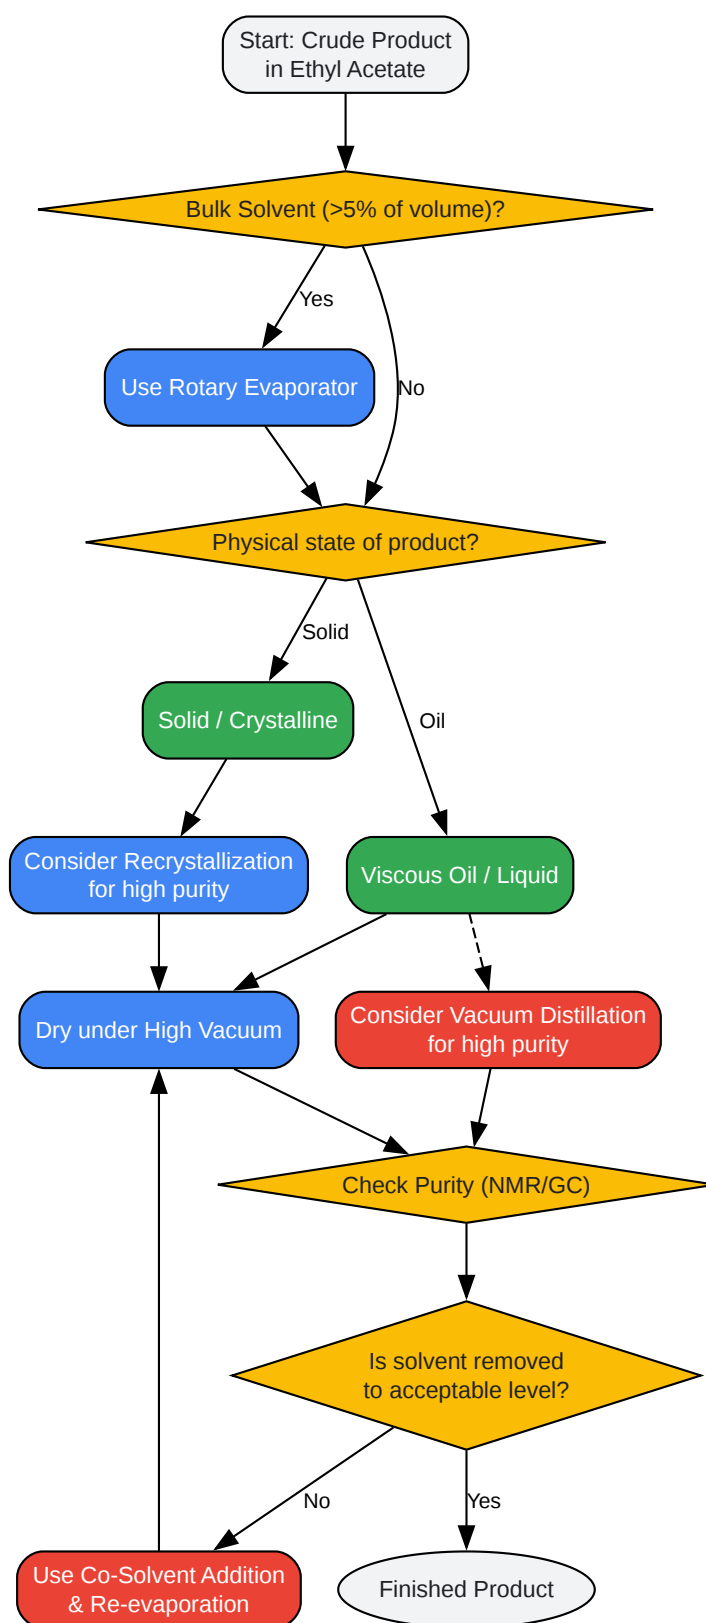 Start: Crude Product
in Ethyl Acetate
Bulk Solvent (>5% of volume)?
Yes
Use Rotary Evaporator
No
Physical state of product?
Solid
Solid / Crystalline
Oil
Consider Recrystallization
for high purity
Viscous Oil / Liquid
Dry under High Vacuum
Consider Vacuum Distillation
for high purity
Check Purity (NMR/GC)
Is solvent removed
to acceptable level?
No
Yes
Use Co-Solvent Addition
& Re-evaporation
Finished Product